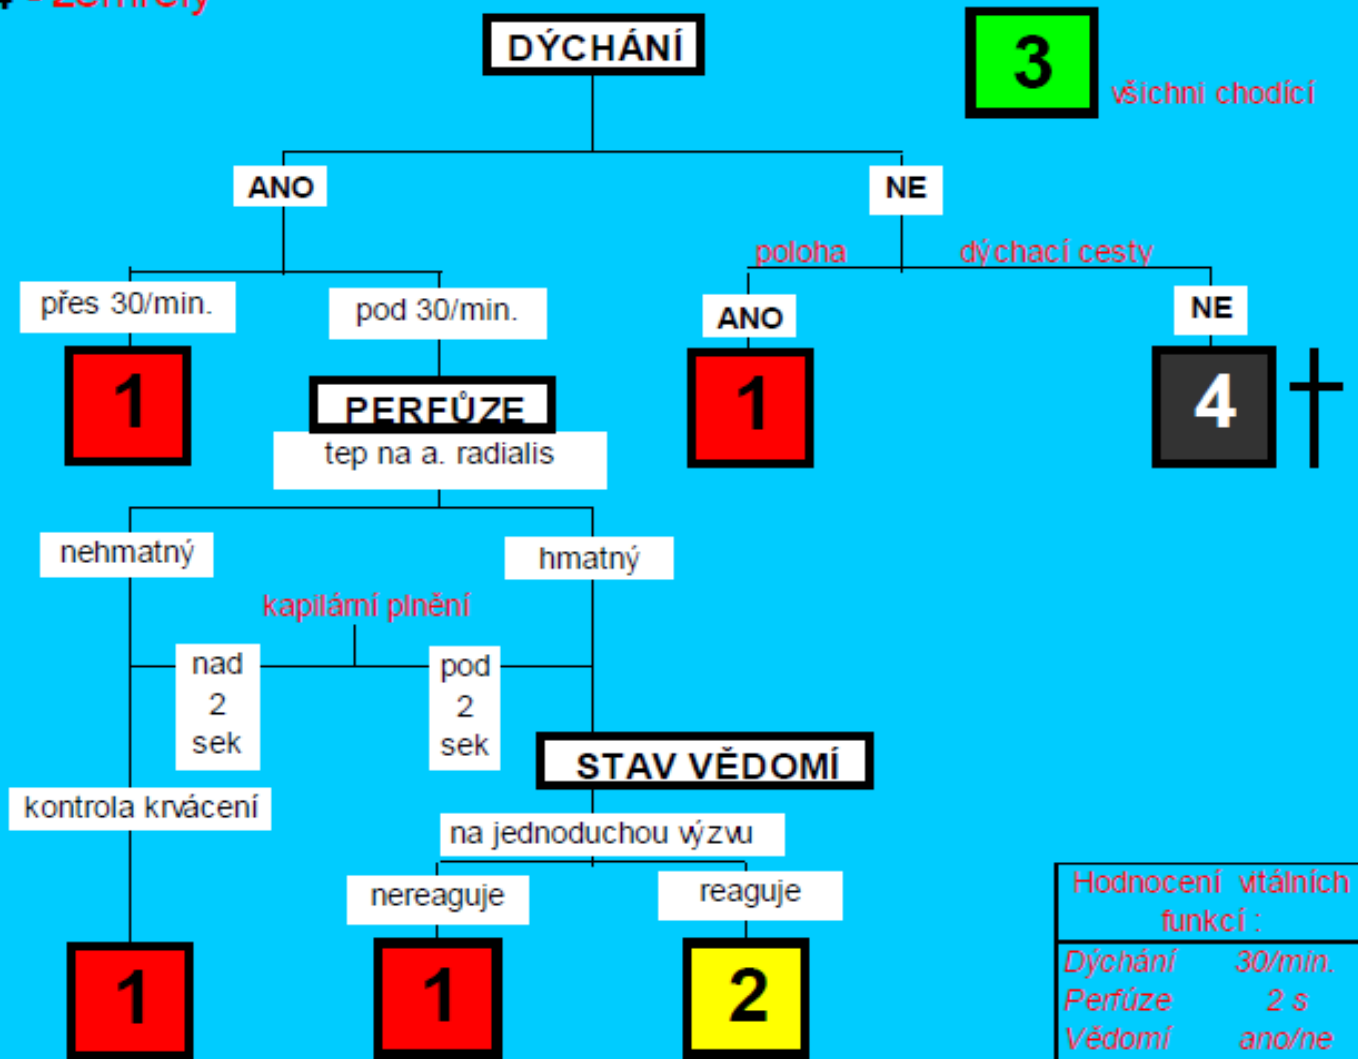 4 - zemřelý
DÝCHÁNÍ
3
všichni chodící
ANO
NE
poloha
dýchací cesty
přes 30/min.
pod 30/min.
ANO
NE
1
PERFŮZE
tep na a. radialis
1
4
nehmatný
hmatný
kapilární plnění
nad
2
sek
pod
2
sek
STAV VĚDOMÍ
kontrola krvácení
na jednoduchou výzvu
nereaguje
reaguje
1
1
2
Hodnocení vitálních
funkcí :
Dýchání 30/min.
Perfúze 2 s
Vědomí ano/ne